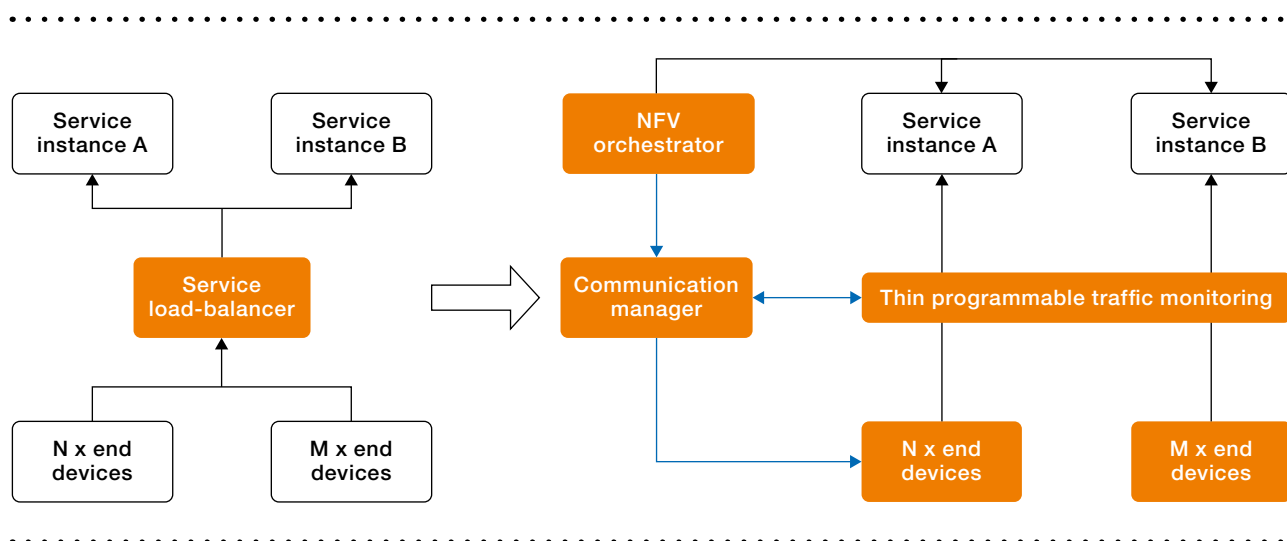 Service
instance A
Service
instance B
Service
load-balancer
N x end
devices
M x end
devices
NFV
orchestrator
Service
instance A
Service
instance B
Communication
manager
Thin programmable traffic monitoring
N x end
devices
M x end
devices